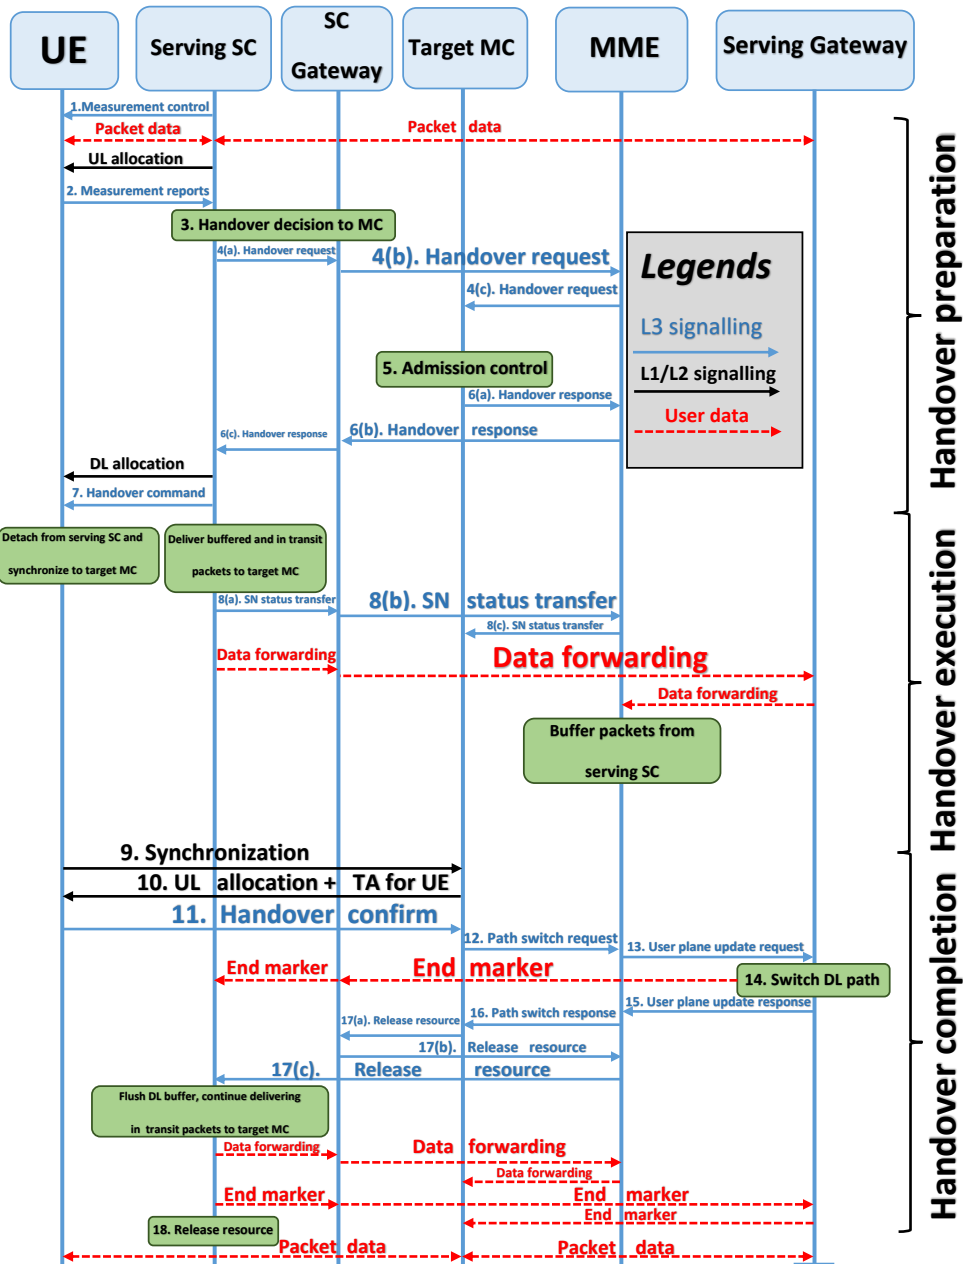 UE
Serving SC
SC
Gateway
Target MC
MME
Serving Gateway
1.Measurement control
Packet data
Packet data
UL allocation
2. Measurement reports
3. Handover decision to MC
4(a). Handover request
4(b). Handover request
4(c). Handover request
Legends
L3 signalling
L1/L2 signalling
User data
5. Admission control
6(a). Handover response
6(b). Handover response
6(c). Handover response
DL allocation
7. Handover command
Handover preparation
Detach from serving SC and
synchronize to target MC
Deliver buffered and in transit
packets to target MC
8(a). SN status transfer
8(b). SN status transfer
8(c). SN status transfer
Data forwarding
Data forwarding
Data forwarding
Buffer packets from
serving SC
Handover execution
9. Synchronization
10. UL allocation + TA for UE
11. Handover confirm
12. Path switch request
13. User plane update request
End marker
End marker
14. Switch DL path
15. User plane update response
16. Path switch response
17(a). Release resource
17(b). Release resource
17(c). Release resource
Flush DL buffer, continue delivering
in transit packets to target MC
Data forwarding
Data forwarding
Data forwarding
End marker
End marker
End marker
18. Release resource
Packet data
Packet data
Handover completion